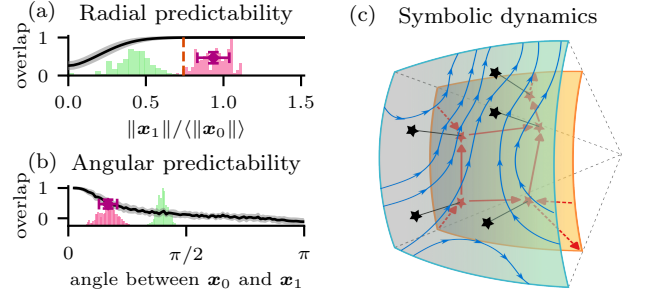 (a) Radial predictability
overlap
1
0
0.0 0.5 1.0 1.5
‖x₁‖/⟨‖x₀‖⟩
(b) Angular predictability
overlap
1
0
0 π/2 π
angle between x₀ and x₁
(c) Symbolic dynamics